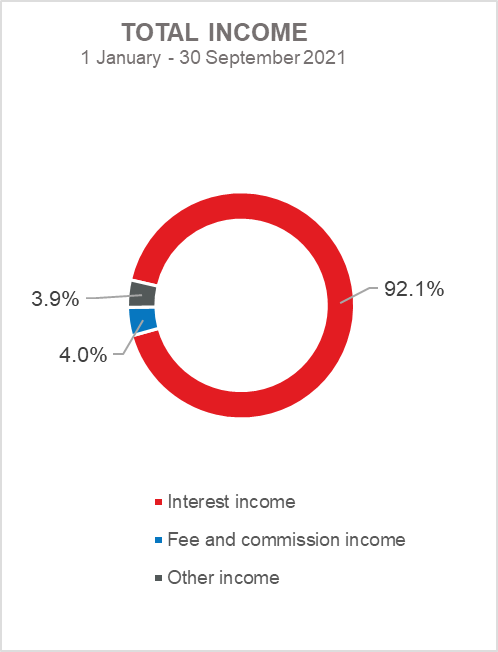 TOTAL INCOME
1 January - 30 September 2021
92.1%
3.9%
4.0%
Interest income
Fee and commission income
Other income